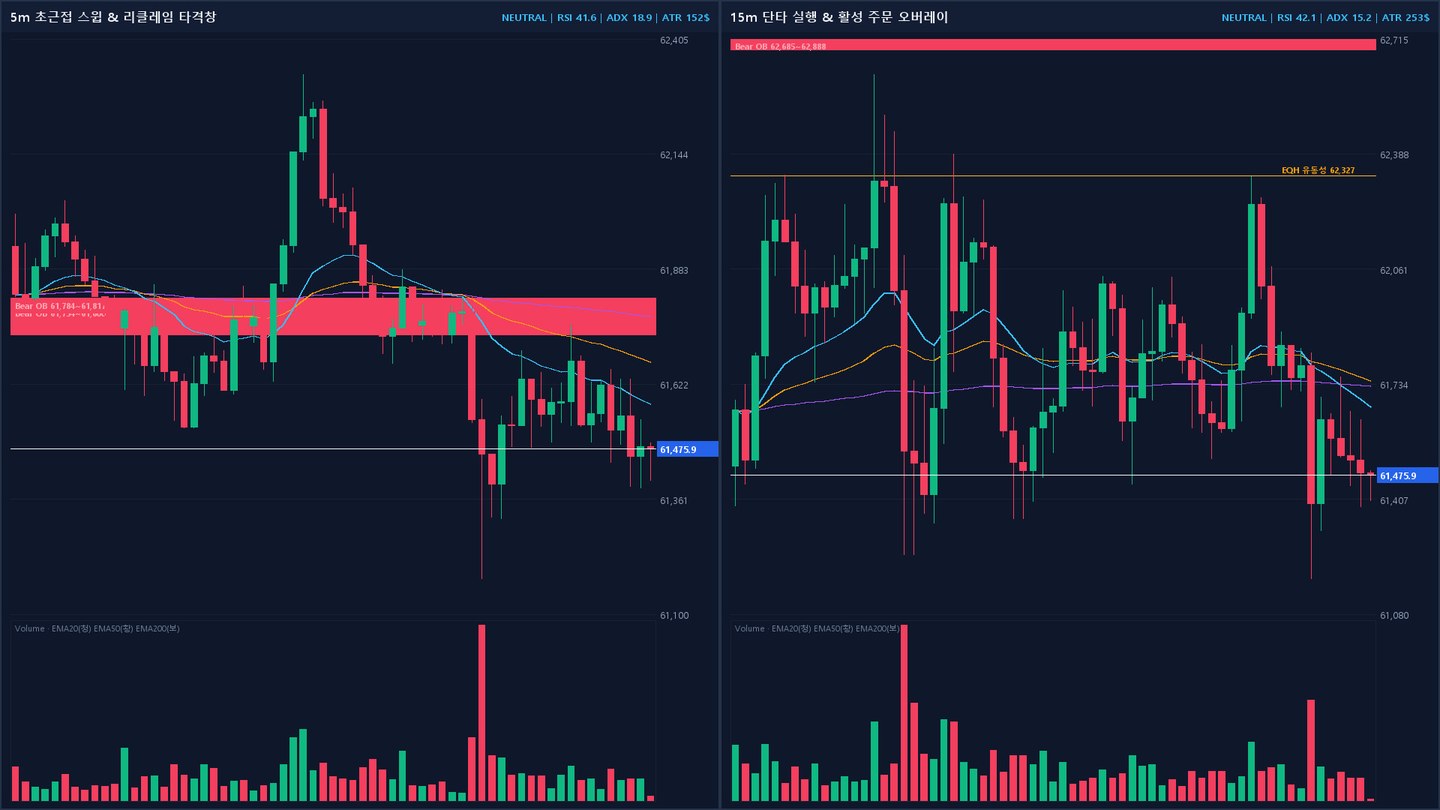 5m 초근접 스윕 & 리클레임 타격창
NEUTRAL | RSI 41.6 | ADX 18.9 | ATR 152$
62,405
62,144
61,883
Bear OB 61,784~61,81
Bear OB
61,622
61,475.9
61,361
61,100
Volume · EMA20(청) EMA50(황) EMA200(보)
15m 단타 실행 & 활성 주문 오버레이
NEUTRAL | RSI 42.1 | ADX 15.2 | ATR 253$
Bear OB 62,685~62,888
62,715
62,388
EQH 유동성 62,327
62,061
61,734
61,475.9
61,407
61,080
Volume · EMA20(청) EMA50(황) EMA200(보)